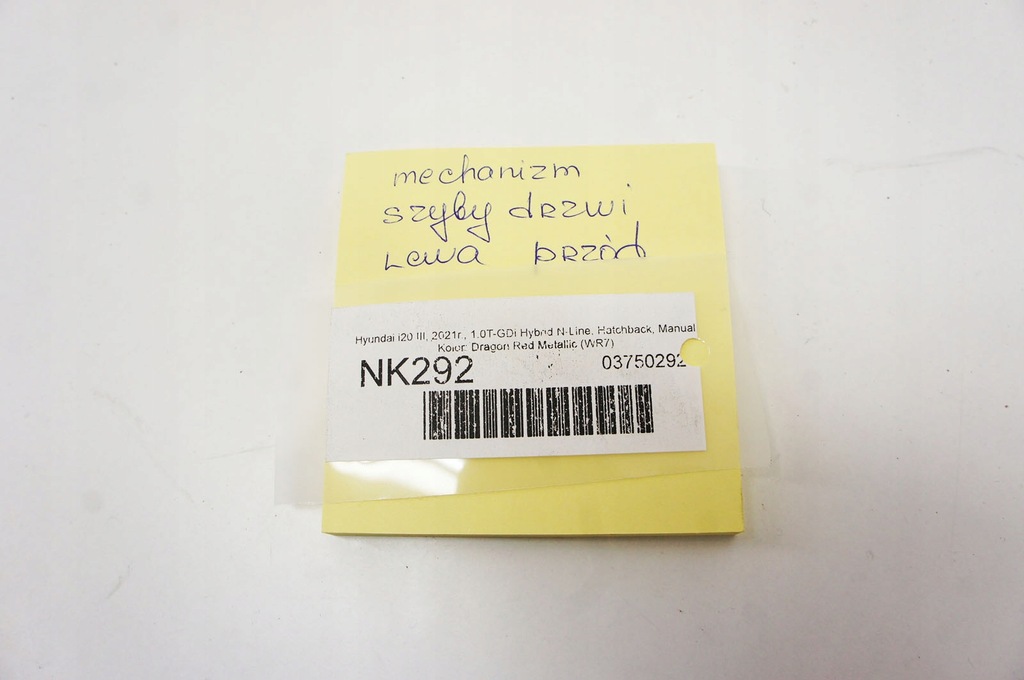 mechanizm
szyby drzwi
Lewa przód
Hyundai i20 III, 2021r., 1.0T-GDi Hybrid N-Line, Hatchback, Manual
Kolor: Dragon Red Metallic (WR7)
NK292
03750292